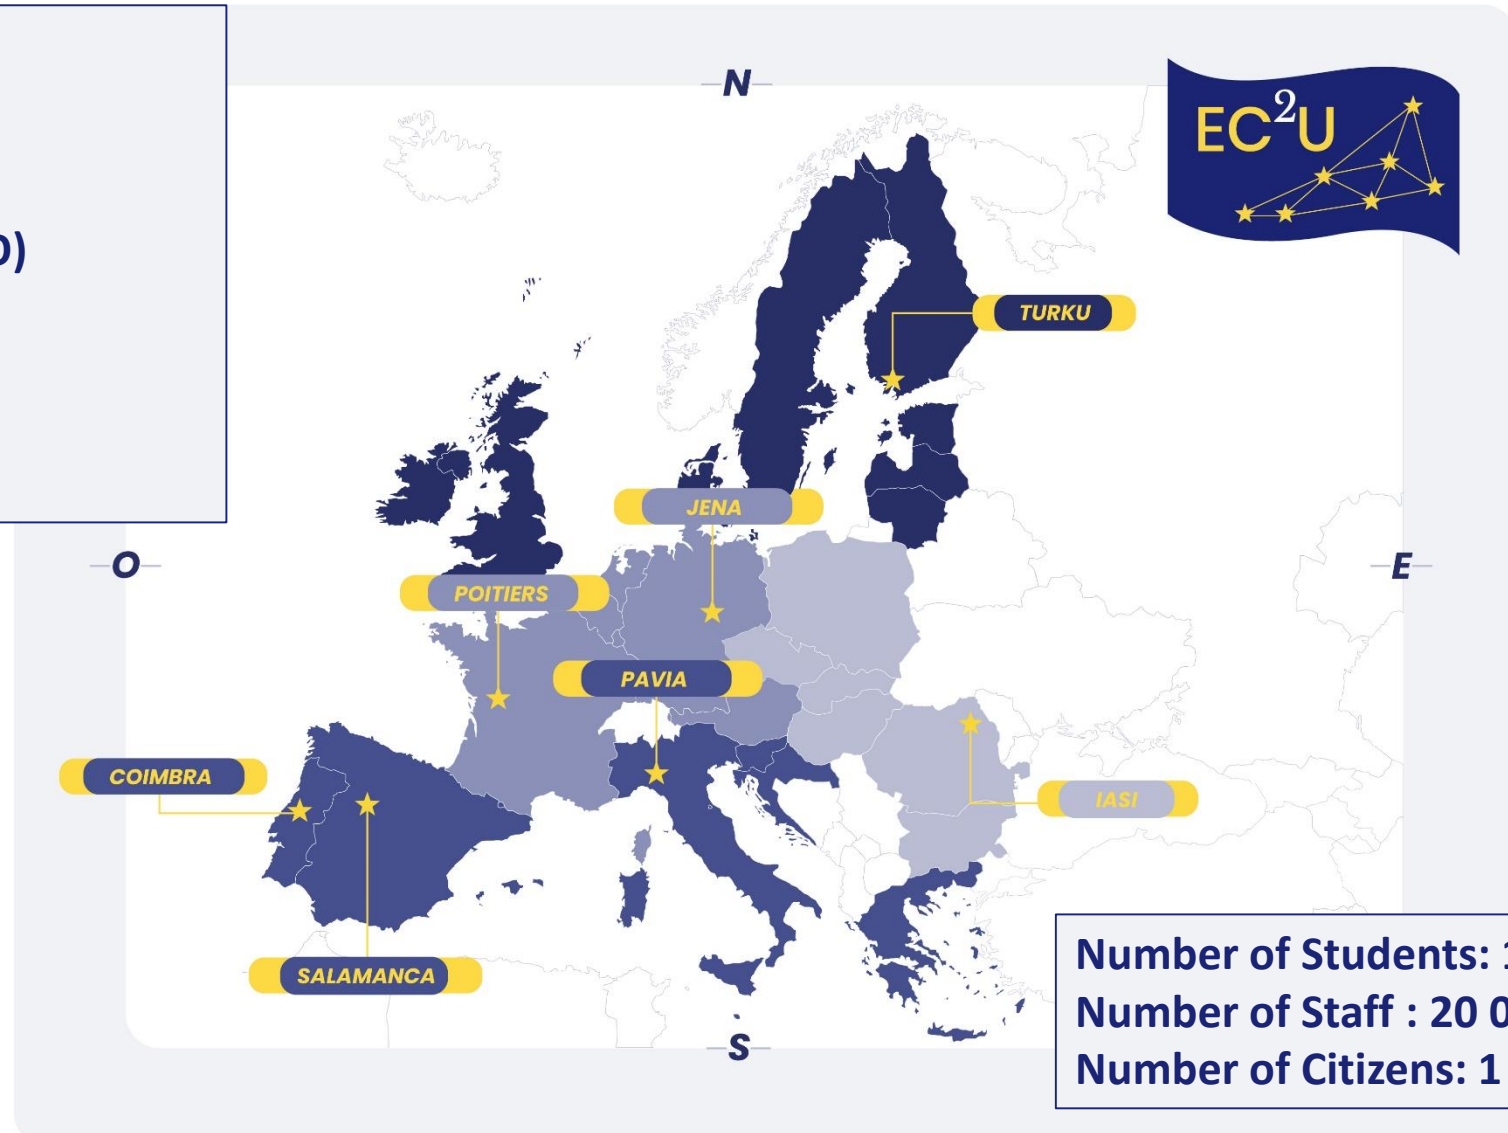 N
EC²U
D)
TURKU
JENA
O
E
POITIERS
PAVIA
COIMBRA
IASI
SALAMANCA
Number of Students: 1
Number of Staff : 20 0
Number of Citizens: 1
S